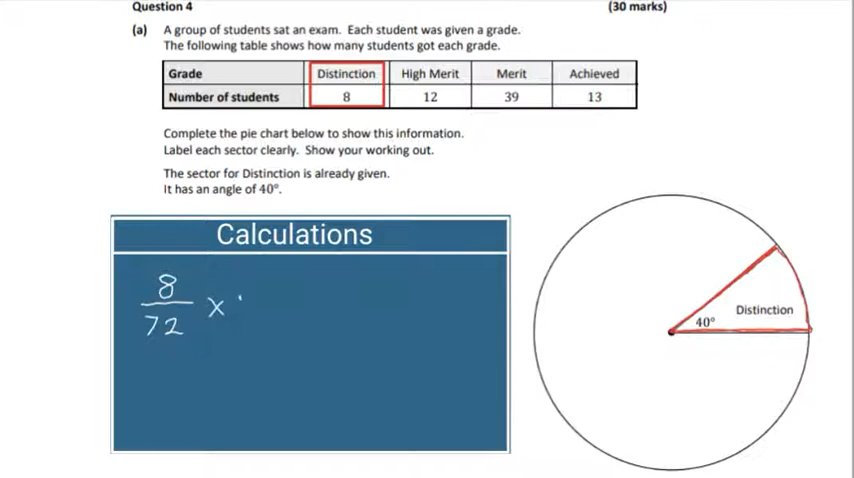 Question 4 (30 marks)
(a) A group of students sat an exam. Each student was given a grade.
The following table shows how many students got each grade.
Grade Distinction High Merit Merit Achieved
Number of students 8 12 39 13
Complete the pie chart below to show this information.
Label each sector clearly. Show your working out.
The sector for Distinction is already given.
It has an angle of 40°.
Calculations
8
72 ×
Distinction
40°